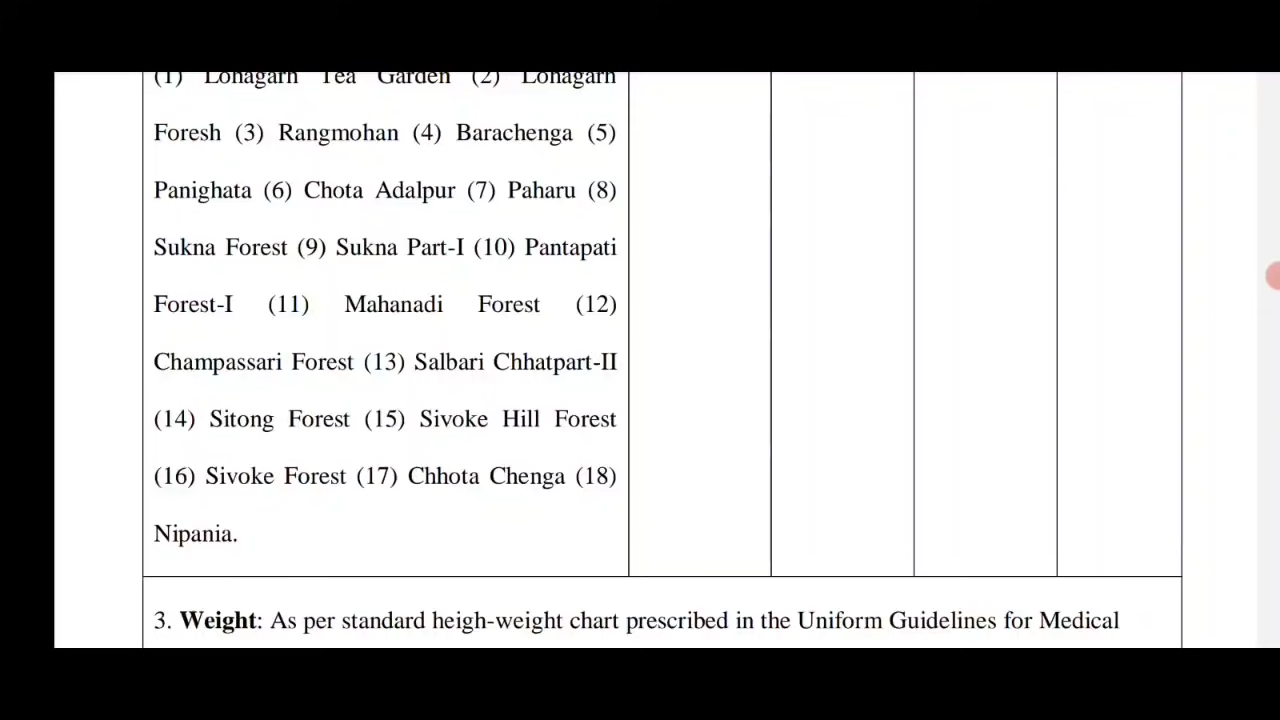 (1) Lohagarh Tea Garden (2) Lohagarh
Foresh (3) Rangmohan (4) Barachenga (5)
Panighata (6) Chota Adalpur (7) Paharu (8)
Sukna Forest (9) Sukna Part-I (10) Pantapati
Forest-I (11) Mahanadi Forest (12)
Champassari Forest (13) Salbari Chhatpart-II
(14) Sitong Forest (15) Sivoke Hill Forest
(16) Sivoke Forest (17) Chhota Chenga (18)
Nipania.
3. Weight: As per standard heigh-weight chart prescribed in the Uniform Guidelines for Medical